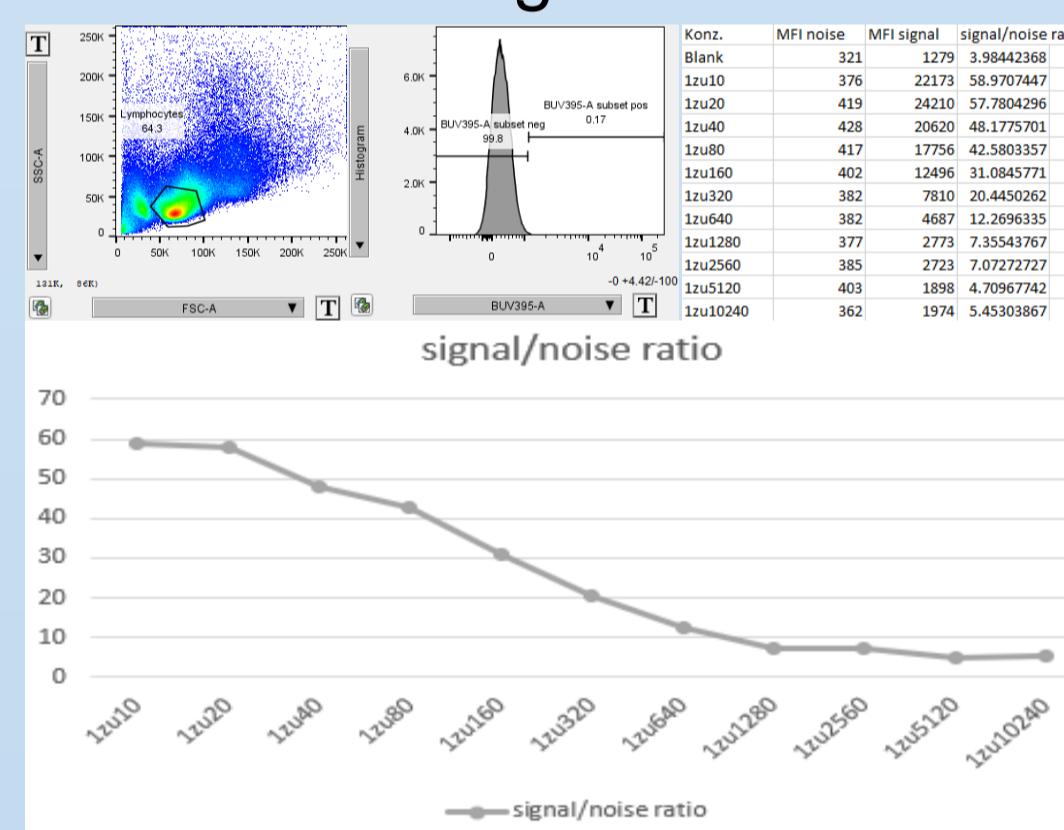 g
T
250K
200K
150K
100K
50K
0
SSC-A
Lymphocytes
64.3
0 50K 100K 150K 200K 250K
131K, 86K)
FSC-A
T
Histogram
6.0K
4.0K
2.0K
0
BUV395-A subset pos
0.17
BUV395-A subset neg
99.8
0 10^4 10^5
-0 +4.42/-100
BUV395-A
T
Konz. MFI noise MFI signal signal/noise ra
Blank 321 1279 3.98442368
1zu10 376 22173 58.9707447
1zu20 419 24210 57.7804296
1zu40 428 20620 48.1775701
1zu80 417 17756 42.5803357
1zu160 402 12496 31.0845771
1zu320 382 7810 20.4450262
1zu640 382 4687 12.2696335
1zu1280 377 2773 7.35543767
1zu2560 385 2723 7.07272727
1zu5120 403 1898 4.70967742
1zu10240 362 1974 5.45303867
signal/noise ratio
70
60
50
40
30
20
10
0
1zu10 1zu20 1zu40 1zu80 1zu160 1zu320 1zu640 1zu1280 1zu2560 1zu5120 1zu10240
signal/noise ratio